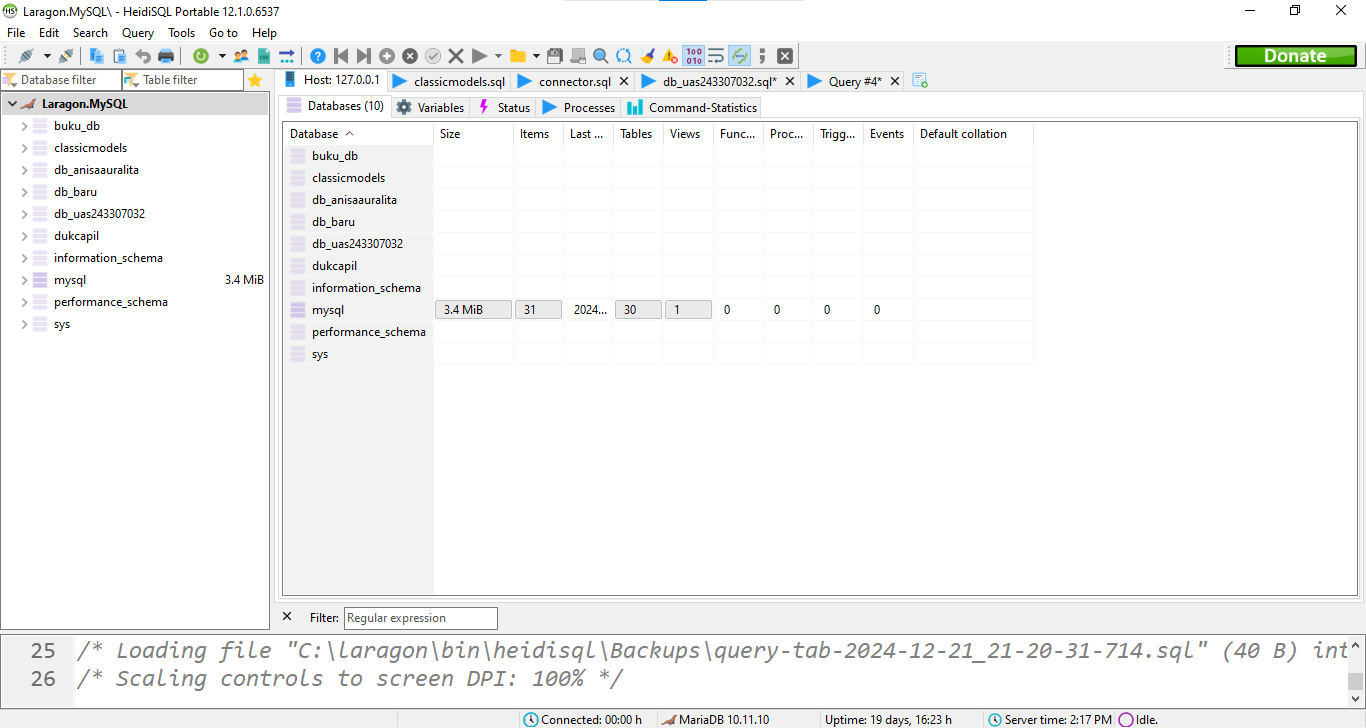 Laragon.MySQL\ - HeidiSQL Portable 12.1.0.6537
File Edit Search Query Tools Go to Help
Donate
Database filter Table filter
Host: 127.0.0.1 classicmodels.sql connector.sql db_uas243307032.sql* Query #4*
Laragon.MySQL
buku_db
classicmodels
db_anisaauralita
db_baru
db_uas243307032
dukcapil
information_schema
mysql 3.4 MiB
performance_schema
sys
Databases (10) Variables Status Processes Command-Statistics
Database Size Items Last ... Tables Views Func... Proc... Trigg... Events Default collation
buku_db
classicmodels
db_anisaauralita
db_baru
db_uas243307032
dukcapil
information_schema
mysql 3.4 MiB 31 2024... 30 1 0 0 0 0
performance_schema
sys
Filter: Regular expression
25 /* Loading file "C:\laragon\bin\heidisql\Backups\query-tab-2024-12-21_21-20-31-714.sql" (40 B) int
26 /* Scaling controls to screen DPI: 100% */
Connected: 00:00 h MariaDB 10.11.10 Uptime: 19 days, 16:23 h Server time: 2:17 PM Idle.